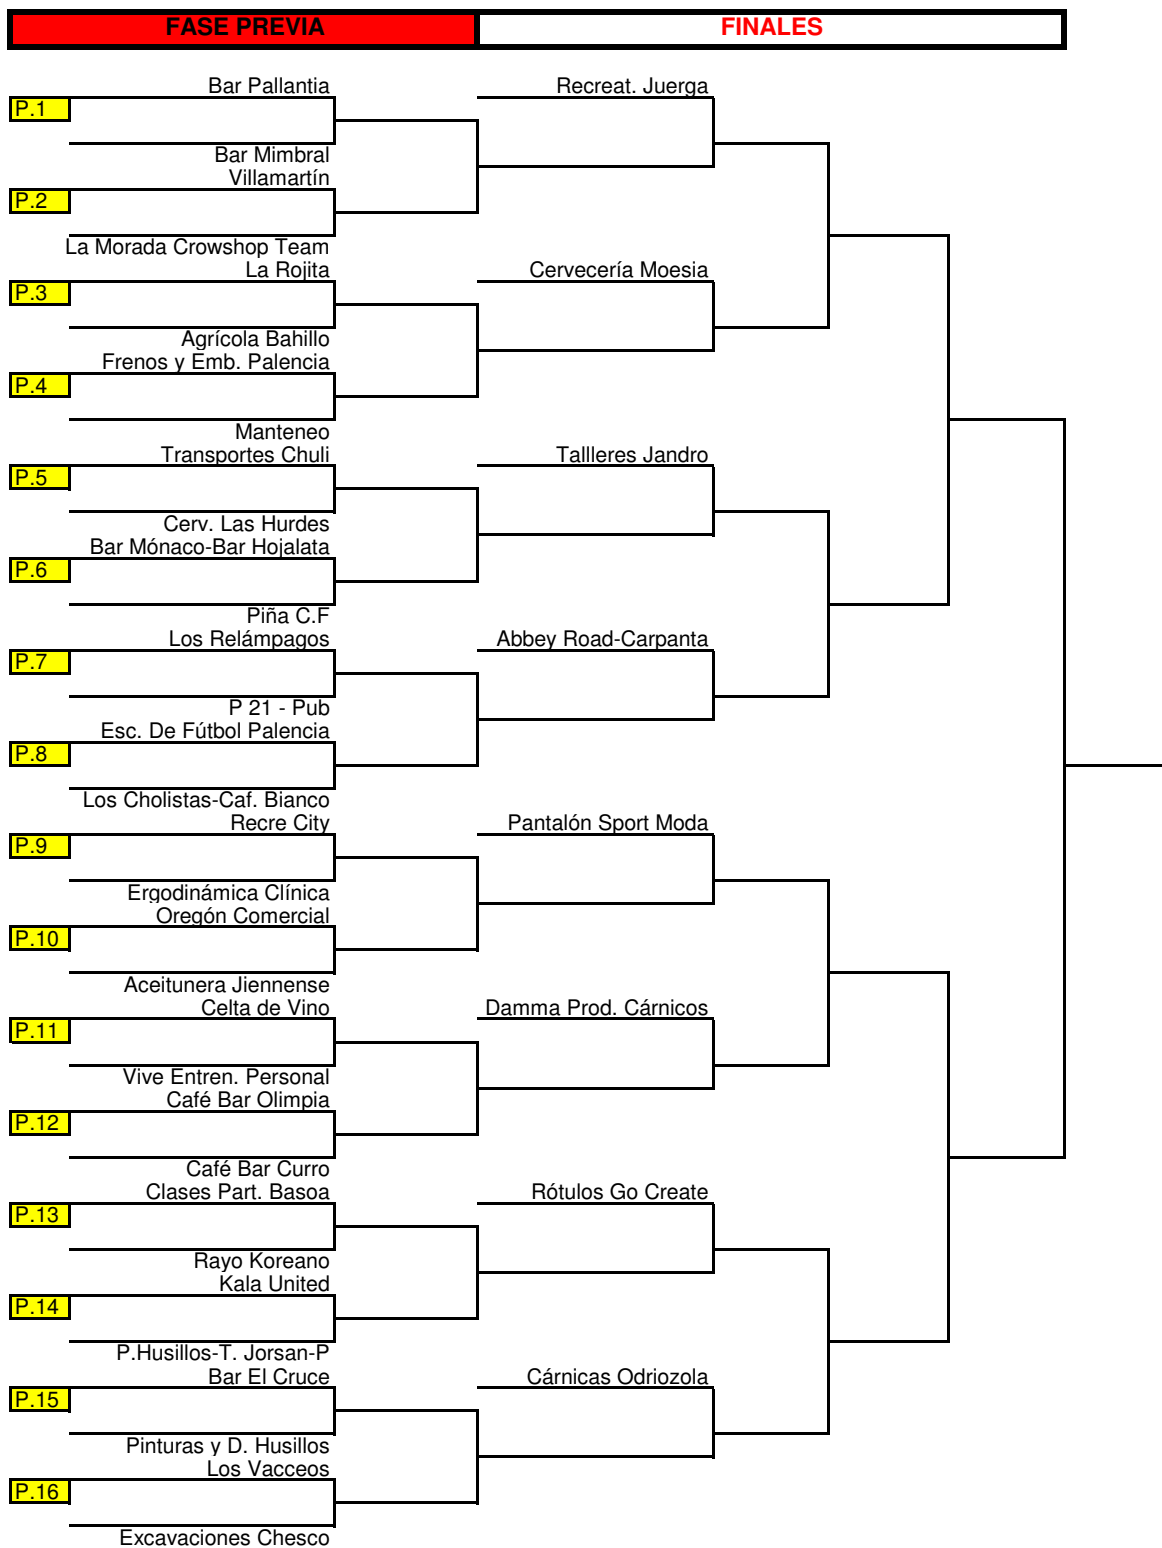 FASE PREVIA
FINALES
Bar Pallantia
Recreat. Juerga
P.1
Bar Mimbral
Villamartín
P.2
La Morada Crowshop Team
La Rojita
Cervecería Moesia
P.3
Agrícola Bahillo
Frenos y Emb. Palencia
P.4
Manteneo
Transportes Chuli
Tallleres Jandro
P.5
Cerv. Las Hurdes
Bar Mónaco-Bar Hojalata
P.6
Piña C.F
Los Relámpagos
Abbey Road-Carpanta
P.7
P 21 - Pub
Esc. De Fútbol Palencia
P.8
Los Cholistas-Caf. Bianco
Recre City
Pantalón Sport Moda
P.9
Ergodinámica Clínica
Oregón Comercial
P.10
Aceitunera Jiennense
Celta de Vino
Damma Prod. Cárnicos
P.11
Vive Entren. Personal
Café Bar Olimpia
P.12
Café Bar Curro
Clases Part. Basoa
Rótulos Go Create
P.13
Rayo Koreano
Kala United
P.14
P.Husillos-T. Jorsan-P
Bar El Cruce
Cárnicas Odriozola
P.15
Pinturas y D. Husillos
Los Vacceos
P.16
Excavaciones Chesco